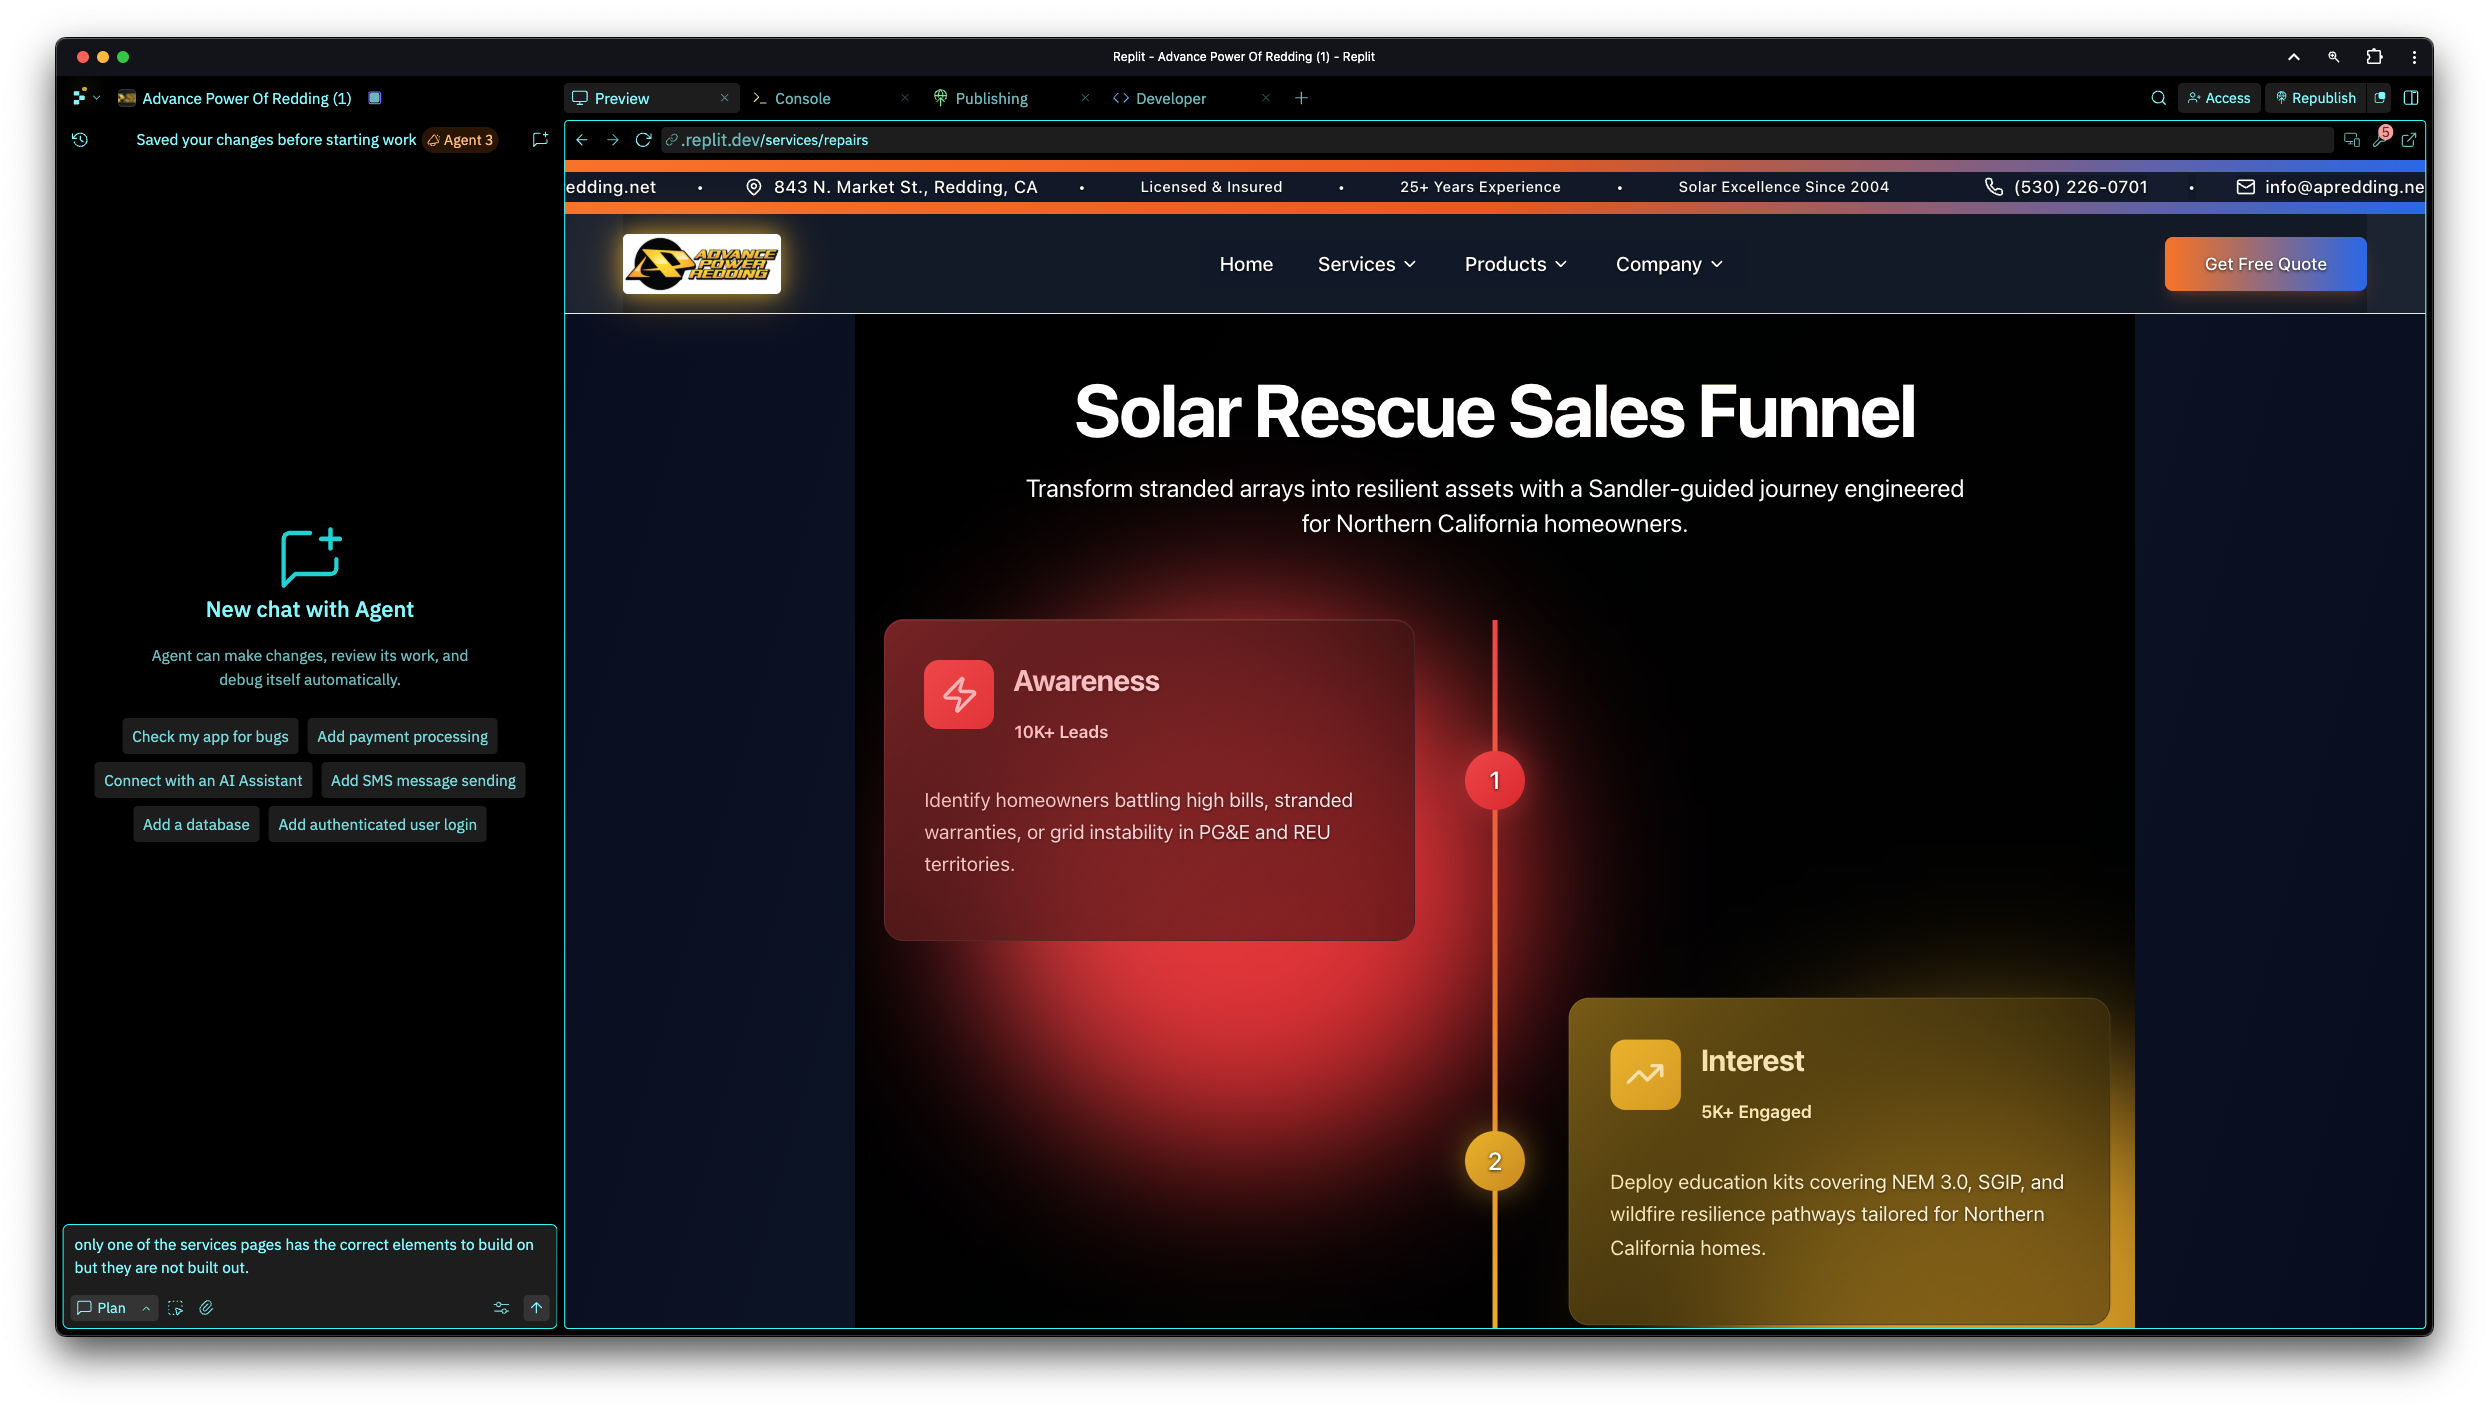 Replit - Advance Power Of Redding (1) - Replit
Advance Power Of Redding (1)
Preview
Console
Publishing
Developer
Access
Republish
Saved your changes before starting work
Agent 3
.replit.dev/services/repairs
5
edding.net • 843 N. Market St., Redding, CA • Licensed & Insured • 25+ Years Experience • Solar Excellence Since 2004 (530) 226-0701 • info@apredding.ne
ADVANCE
POWER
REDDING
Home
Services
Products
Company
Get Free Quote
Solar Rescue Sales Funnel
Transform stranded arrays into resilient assets with a Sandler-guided journey engineered
for Northern California homeowners.
Awareness
10K+ Leads
Identify homeowners battling high bills, stranded
warranties, or grid instability in PG&E and REU
territories.
1
Interest
5K+ Engaged
Deploy education kits covering NEM 3.0, SGIP, and
wildfire resilience pathways tailored for Northern
California homes.
2
New chat with Agent
Agent can make changes, review its work, and
debug itself automatically.
Check my app for bugs
Add payment processing
Connect with an AI Assistant
Add SMS message sending
Add a database
Add authenticated user login
only one of the services pages has the correct elements to build on
but they are not built out.
Plan